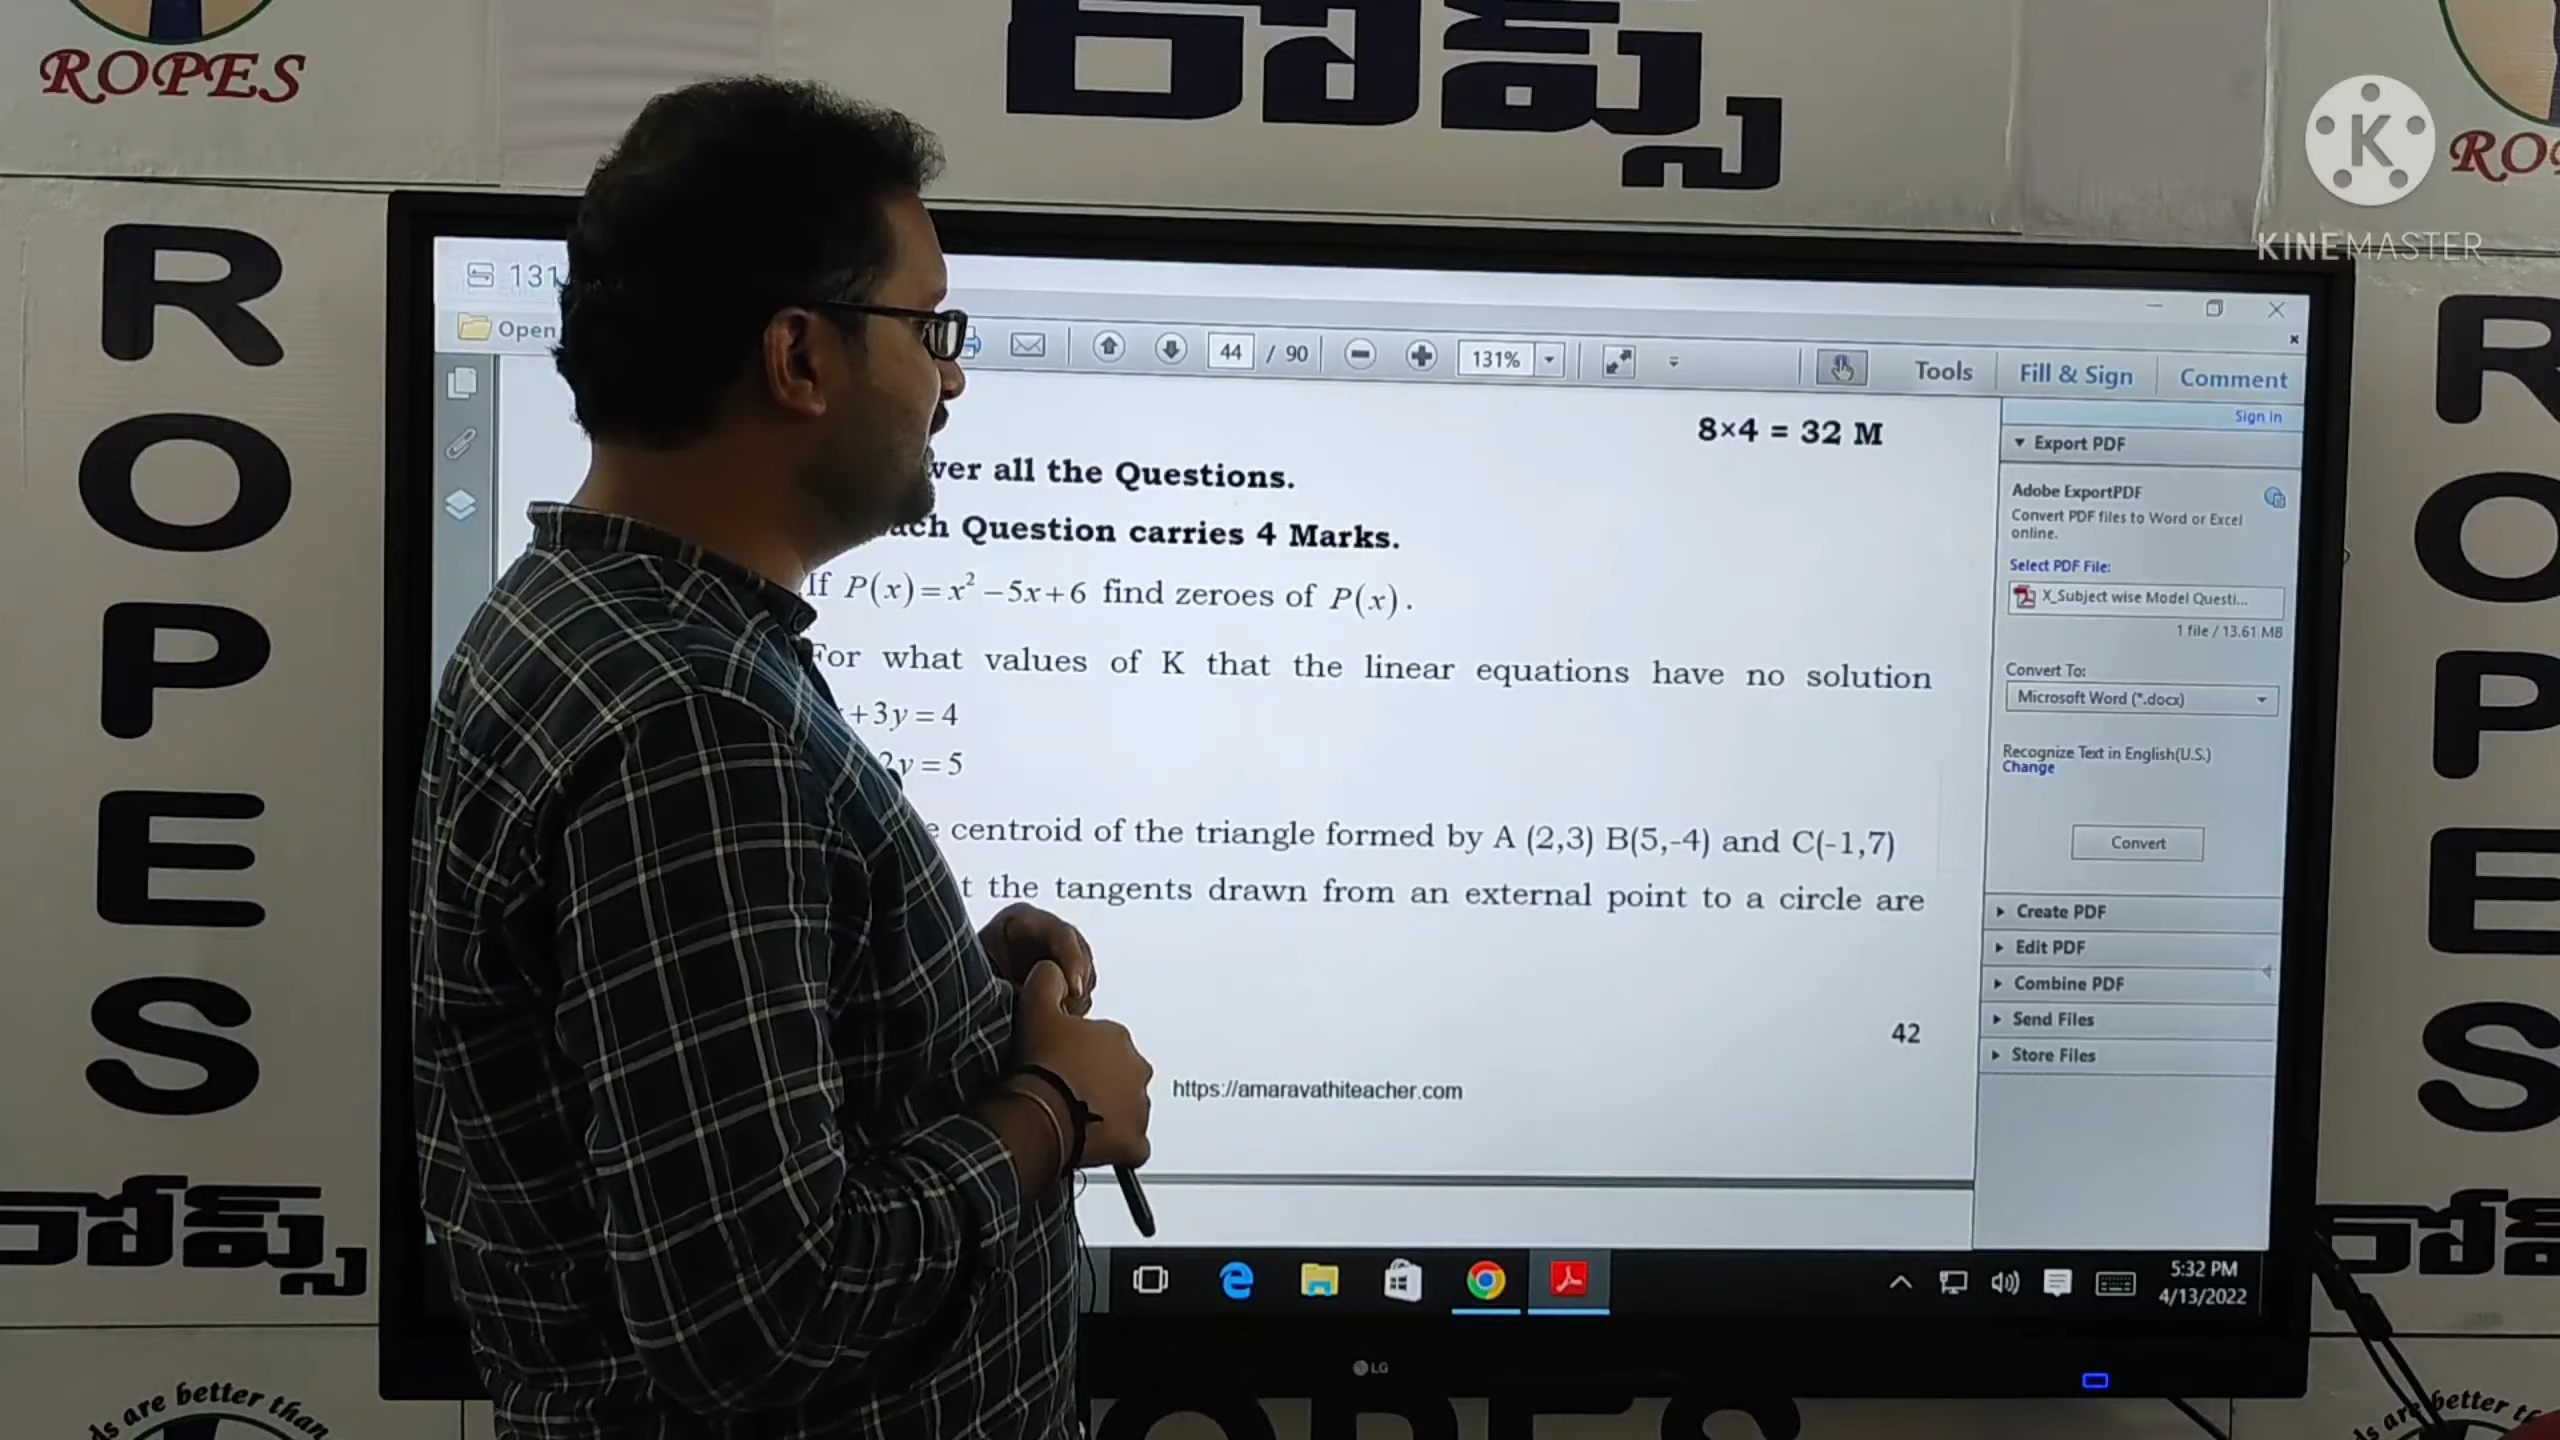 ROPES
రోప్స్
K
KINEMASTER
R
O
P
E
S
రోప్స్
131
Open
44 / 90
131%
Tools
Fill & Sign
Comment
8×4 = 32 M
all the Questions.
Question carries 4 Marks.
If P(x)=x²−5x+6 find zeroes of P(x).
For what values of K that the linear equations have no solution
+3y=4
2y=5
centroid of the triangle formed by A (2,3) B(5,-4) and C(-1,7)
the tangents drawn from an external point to a circle are
42
https://amaravathiteacher.com
Sign In
Export PDF
Adobe ExportPDF
Convert PDF files to Word or Excel
online.
Select PDF File:
X_Subject wise Model Questi...
1 file / 13.61 MB
Convert To:
Microsoft Word (*.docx)
Recognize Text in English(U.S.)
Change
Convert
Create PDF
Edit PDF
Combine PDF
Send Files
Store Files
5:32 PM
4/13/2022
LG
R
O
P
E
S
are better than
ROPES
better